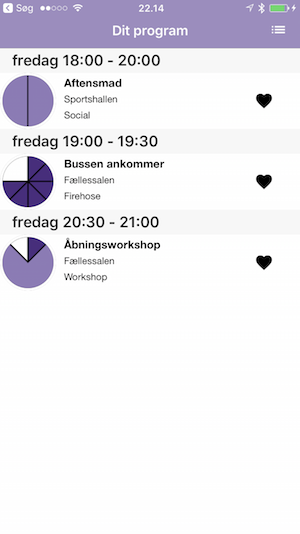 Søg
22.14
Dit program
fredag 18:00 - 20:00
Aftensmad
Sportshallen
Social
fredag 19:00 - 19:30
Bussen ankommer
Fællessalen
Firehose
fredag 20:30 - 21:00
Åbningsworkshop
Fællessalen
Workshop